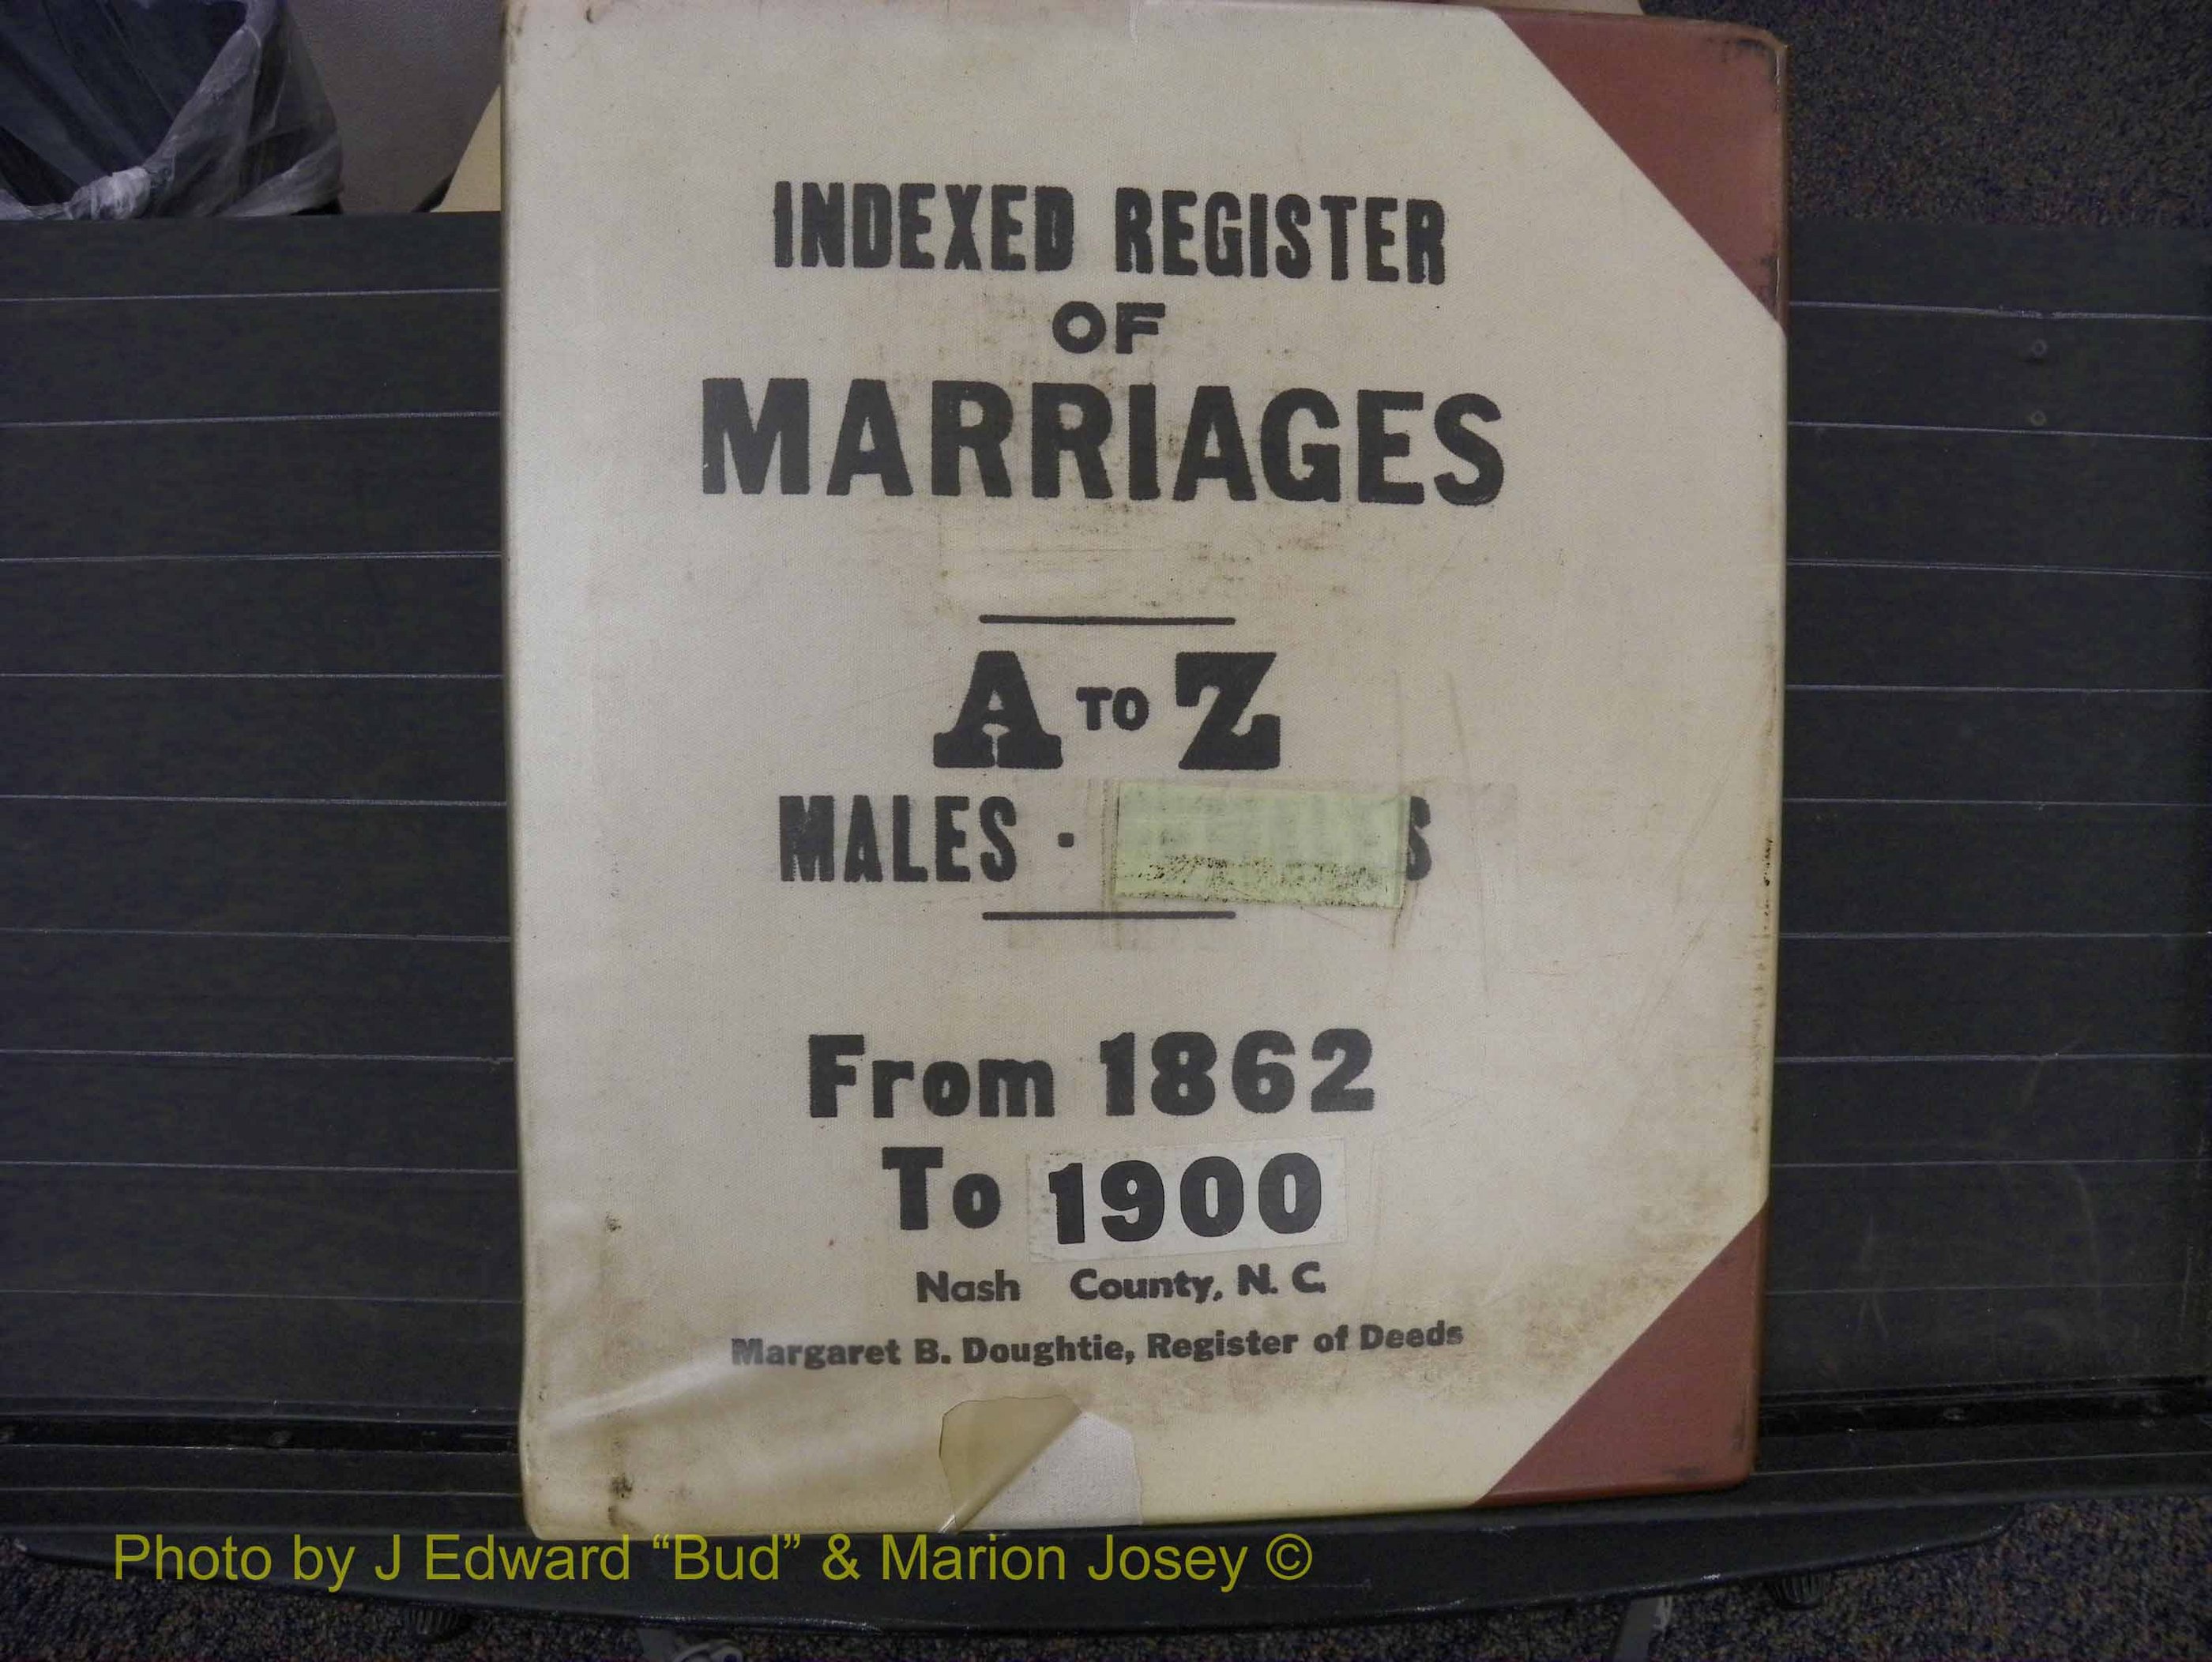 INDEXED REGISTER
OF
MARRIAGES
A TO Z
MALES ·
From 1862
To 1900
Nash County, N. C.
Margaret B. Doughtie, Register of Deeds
Photo by J Edward “Bud” & Marion Josey ©